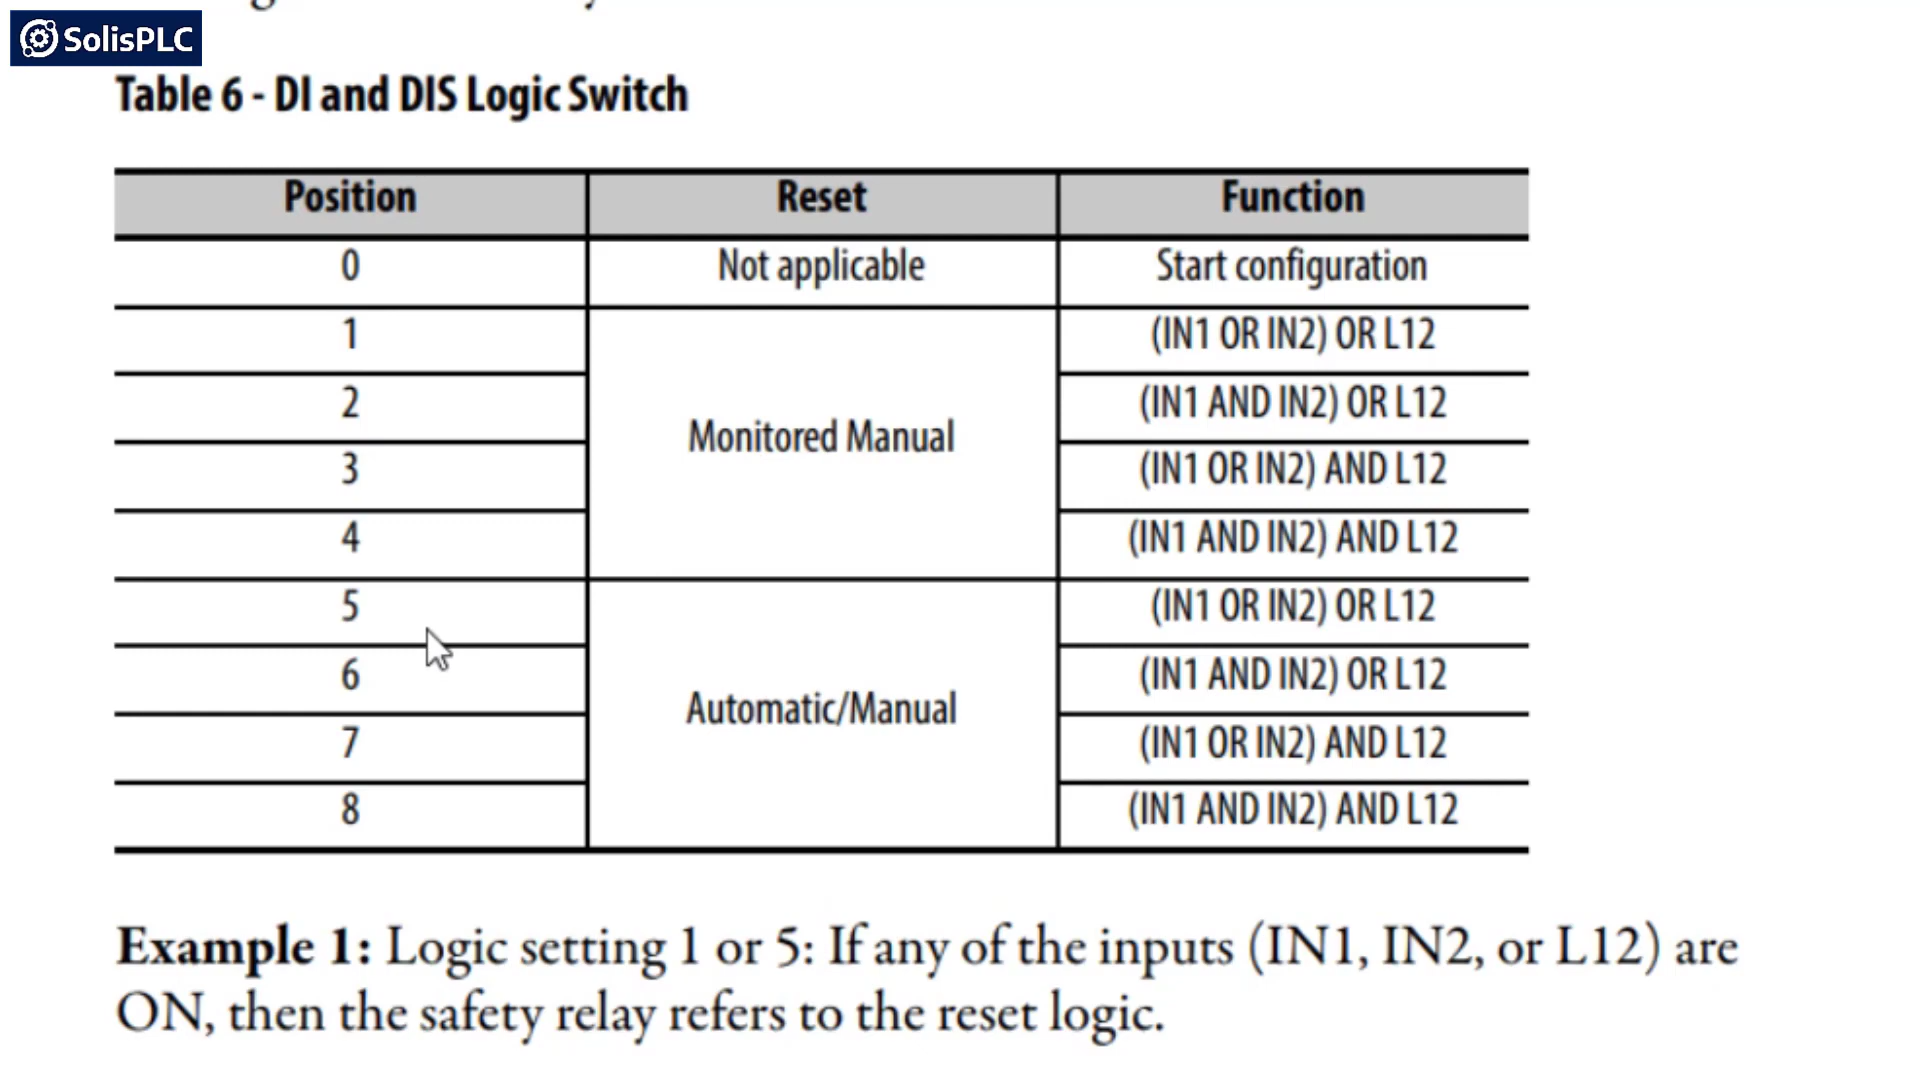 SolisPLC
Table 6 - DI and DIS Logic Switch
Position Reset Function
0 Not applicable Start configuration
1 (IN1 OR IN2) OR L12
2 (IN1 AND IN2) OR L12
Monitored Manual
3 (IN1 OR IN2) AND L12
4 (IN1 AND IN2) AND L12
5 (IN1 OR IN2) OR L12
6 (IN1 AND IN2) OR L12
Automatic/Manual
7 (IN1 OR IN2) AND L12
8 (IN1 AND IN2) AND L12
Example 1: Logic setting 1 or 5: If any of the inputs (IN1, IN2, or L12) are
ON, then the safety relay refers to the reset logic.